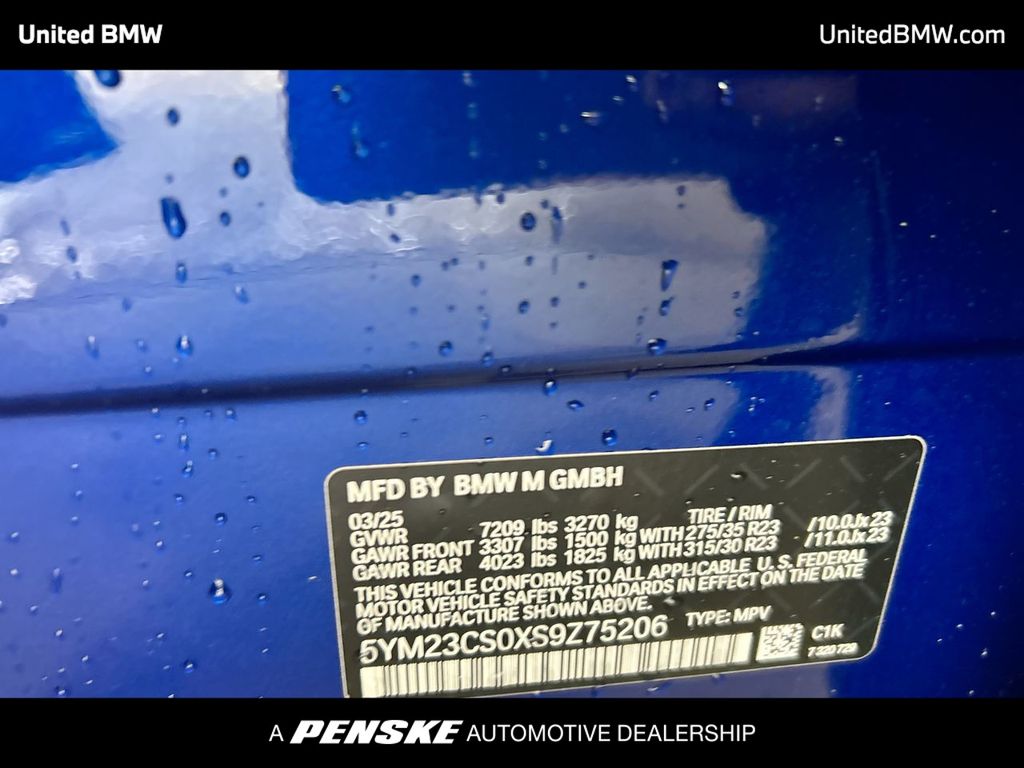 United BMW
UnitedBMW.com
MFD BY BMW M GMBH
03/25 TIRE / RIM
GVWR 7209 lbs 3270 kg
GAWR FRONT 3307 lbs 1500 kg WITH 275/35 R23 /10.0Jx23
GAWR REAR 4023 lbs 1825 kg WITH 315/30 R23 /11.0Jx23
THIS VEHICLE CONFORMS TO ALL APPLICABLE U.S. FEDERAL
MOTOR VEHICLE SAFETY STANDARDS IN EFFECT ON THE DATE
OF MANUFACTURE SHOWN ABOVE.
5YM23CS0XS9Z75206 TYPE: MPV
C1K
7 320 729
A PENSKE AUTOMOTIVE DEALERSHIP